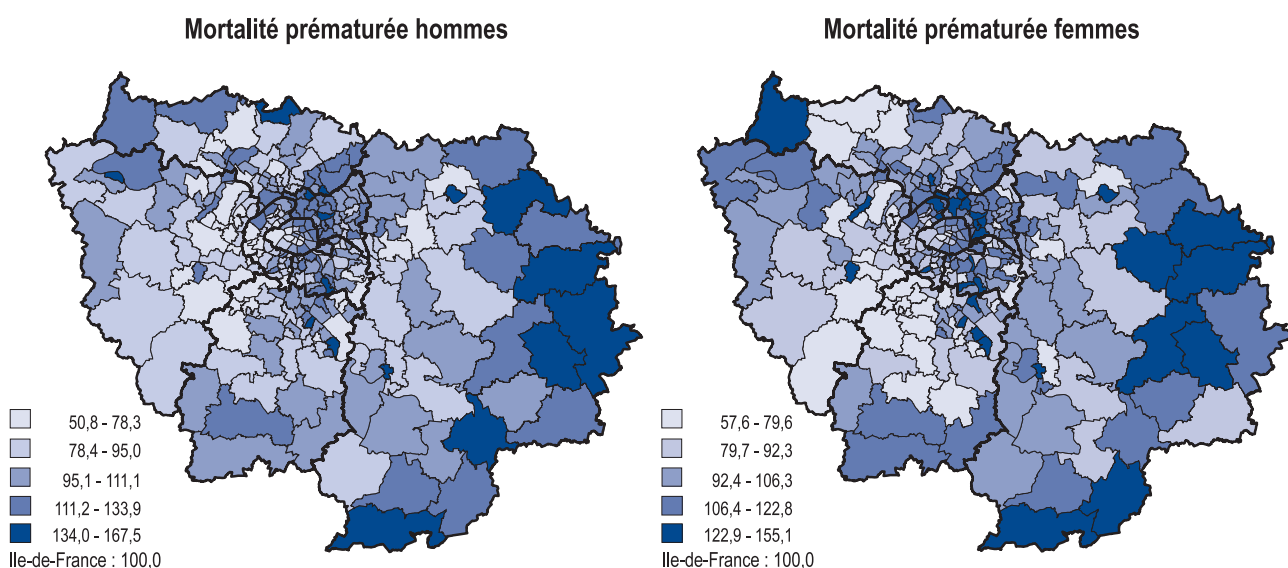 Mortalité prématurée hommes
50,8 - 78,3
78,4 - 95,0
95,1 - 111,1
111,2 - 133,9
134,0 - 167,5
Ile-de-France : 100,0
Mortalité prématurée femmes
57,6 - 79,6
79,7 - 92,3
92,4 - 106,3
106,4 - 122,8
122,9 - 155,1
Ile-de-France : 100,0